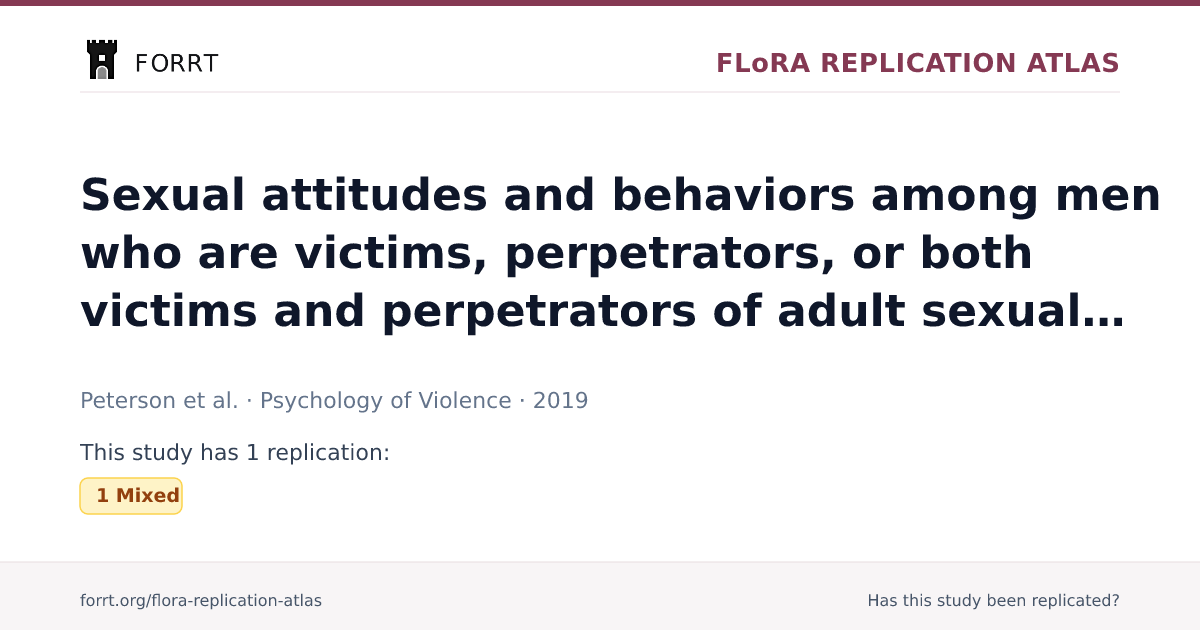 FORRT
FLoRA REPLICATION ATLAS
Sexual attitudes and behaviors among men
who are victims, perpetrators, or both
victims and perpetrators of adult sexual…
Peterson et al. · Psychology of Violence · 2019
This study has 1 replication:
1 Mixed
forrt.org/flora-replication-atlas
Has this study been replicated?